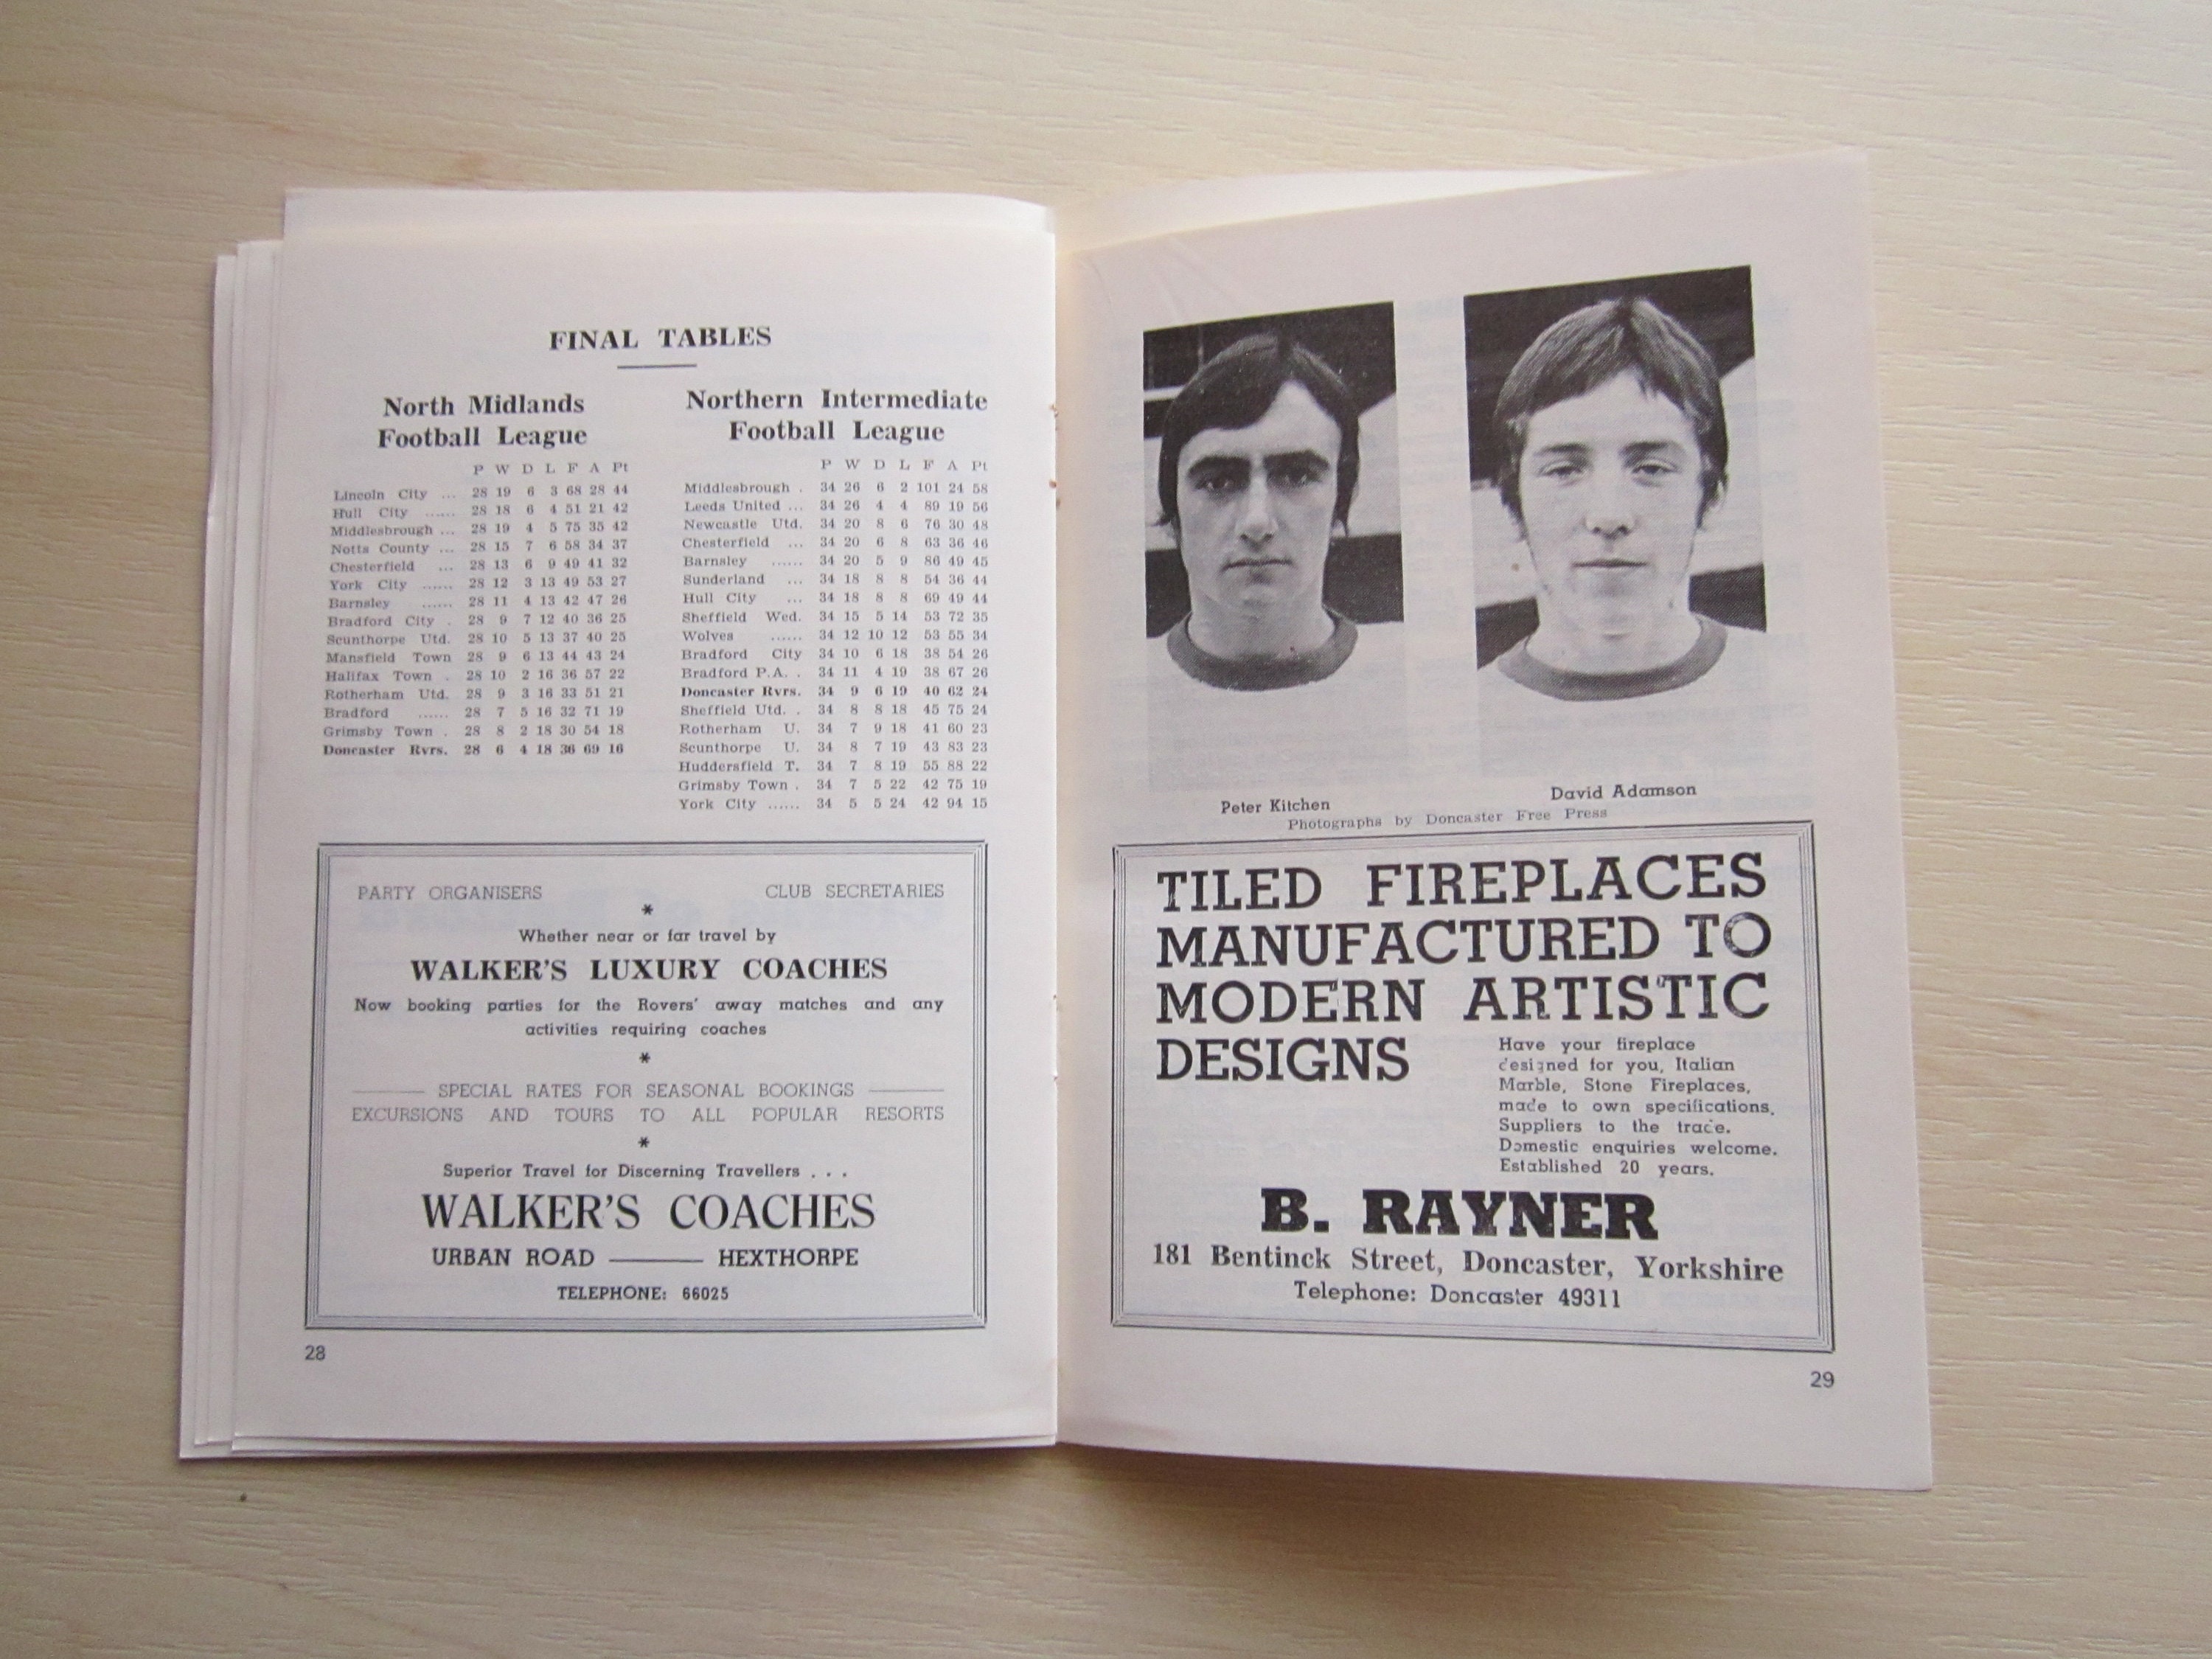 FINAL TABLES
North Midlands
Football League
P W D L F A Pt
Lincoln City ... 28 19 6 3 68 28 44
Hull City ...... 28 18 6 4 51 21 42
Middlesbrough ... 28 19 4 5 75 35 42
Notts County ... 28 15 7 6 58 34 37
Chesterfield ... 28 13 6 9 49 41 32
York City ...... 28 12 3 13 49 53 27
Barnsley ...... 28 11 4 13 42 47 26
Bradford City . 28 9 7 12 40 36 25
Scunthorpe Utd. 28 10 5 13 37 40 25
Mansfield Town 28 9 6 13 44 43 24
Halifax Town . 28 10 2 16 36 57 22
Rotherham Utd. 28 9 3 16 33 51 21
Bradford ...... 28 7 5 16 32 71 19
Grimsby Town . 28 8 2 18 30 54 18
Doncaster Rvrs. 28 6 4 18 36 69 16
Northern Intermediate
Football League
P W D L F A Pt
Middlesbrough . 34 26 6 2 101 24 58
Leeds United ... 34 26 4 4 89 19 56
Newcastle Utd. 34 20 8 6 76 30 48
Chesterfield ... 34 20 6 8 63 36 46
Barnsley ...... 34 20 5 9 86 49 45
Sunderland ... 34 18 8 8 54 36 44
Hull City ... 34 18 8 8 69 49 44
Sheffield Wed. 34 15 5 14 53 72 35
Wolves ...... 34 12 10 12 53 55 34
Bradford City 34 10 6 18 38 54 26
Bradford P.A. . 34 11 4 19 38 67 26
Doncaster Rvrs. 34 9 6 19 40 62 24
Sheffield Utd. . 34 8 8 18 45 75 24
Rotherham U. 34 7 9 18 41 60 23
Scunthorpe U. 34 8 7 19 43 83 23
Huddersfield T. 34 7 8 19 55 88 22
Grimsby Town . 34 7 5 22 42 75 19
York City ...... 34 5 5 24 42 94 15
PARTY ORGANISERS CLUB SECRETARIES
*
Whether near or far travel by
WALKER'S LUXURY COACHES
Now booking parties for the Rovers' away matches and any
activities requiring coaches
*
SPECIAL RATES FOR SEASONAL BOOKINGS
EXCURSIONS AND TOURS TO ALL POPULAR RESORTS
*
Superior Travel for Discerning Travellers . . .
WALKER'S COACHES
URBAN ROAD ——— HEXTHORPE
TELEPHONE: 66025
28
Peter Kitchen
David Adamson
Photographs by Doncaster Free Press
TILED FIREPLACES
MANUFACTURED TO
MODERN ARTISTIC
DESIGNS
Have your fireplace
designed for you, Italian
Marble, Stone Fireplaces,
made to own specifications.
Suppliers to the trade.
Domestic enquiries welcome.
Established 20 years.
B. RAYNER
181 Bentinck Street, Doncaster, Yorkshire
Telephone: Doncaster 49311
29